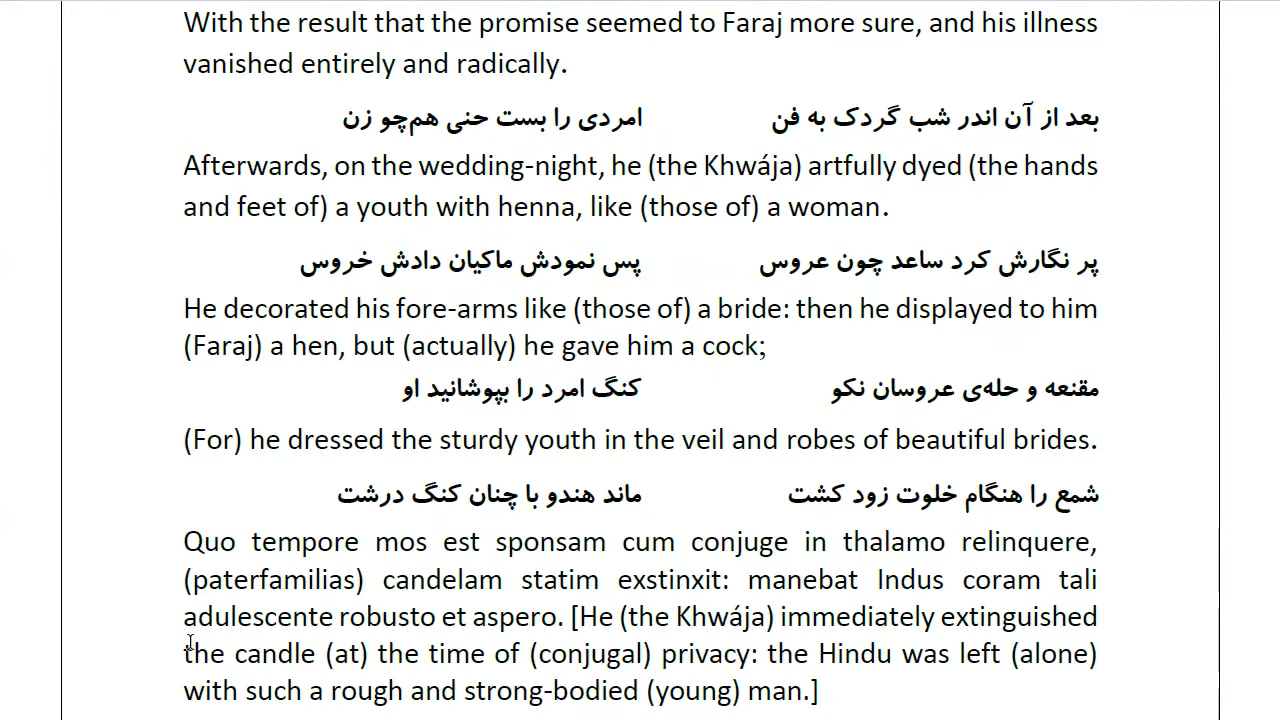 With the result that the promise seemed to Faraj more sure, and his illness
vanished entirely and radically.
بعد از آن اندر شب گردک به فن امردی را بست حنی هم‌چو زن
Afterwards, on the wedding-night, he (the Khwája) artfully dyed (the hands
and feet of) a youth with henna, like (those of) a woman.
پر نگارش کرد ساعد چون عروس پس نمودش ماکیان دادش خروس
He decorated his fore-arms like (those of) a bride: then he displayed to him
(Faraj) a hen, but (actually) he gave him a cock;
مقنعه و حله‌ی عروسان نکو کنگ امرد را بپوشانید او
(For) he dressed the sturdy youth in the veil and robes of beautiful brides.
شمع را هنگام خلوت زود کشت ماند هندو با چنان کنگ درشت
Quo tempore mos est sponsam cum conjuge in thalamo relinquere,
(paterfamilias) candelam statim exstinxit: manebat Indus coram tali
adulescente robusto et aspero. [He (the Khwája) immediately extinguished
the candle (at) the time of (conjugal) privacy: the Hindu was left (alone)
with such a rough and strong-bodied (young) man.]